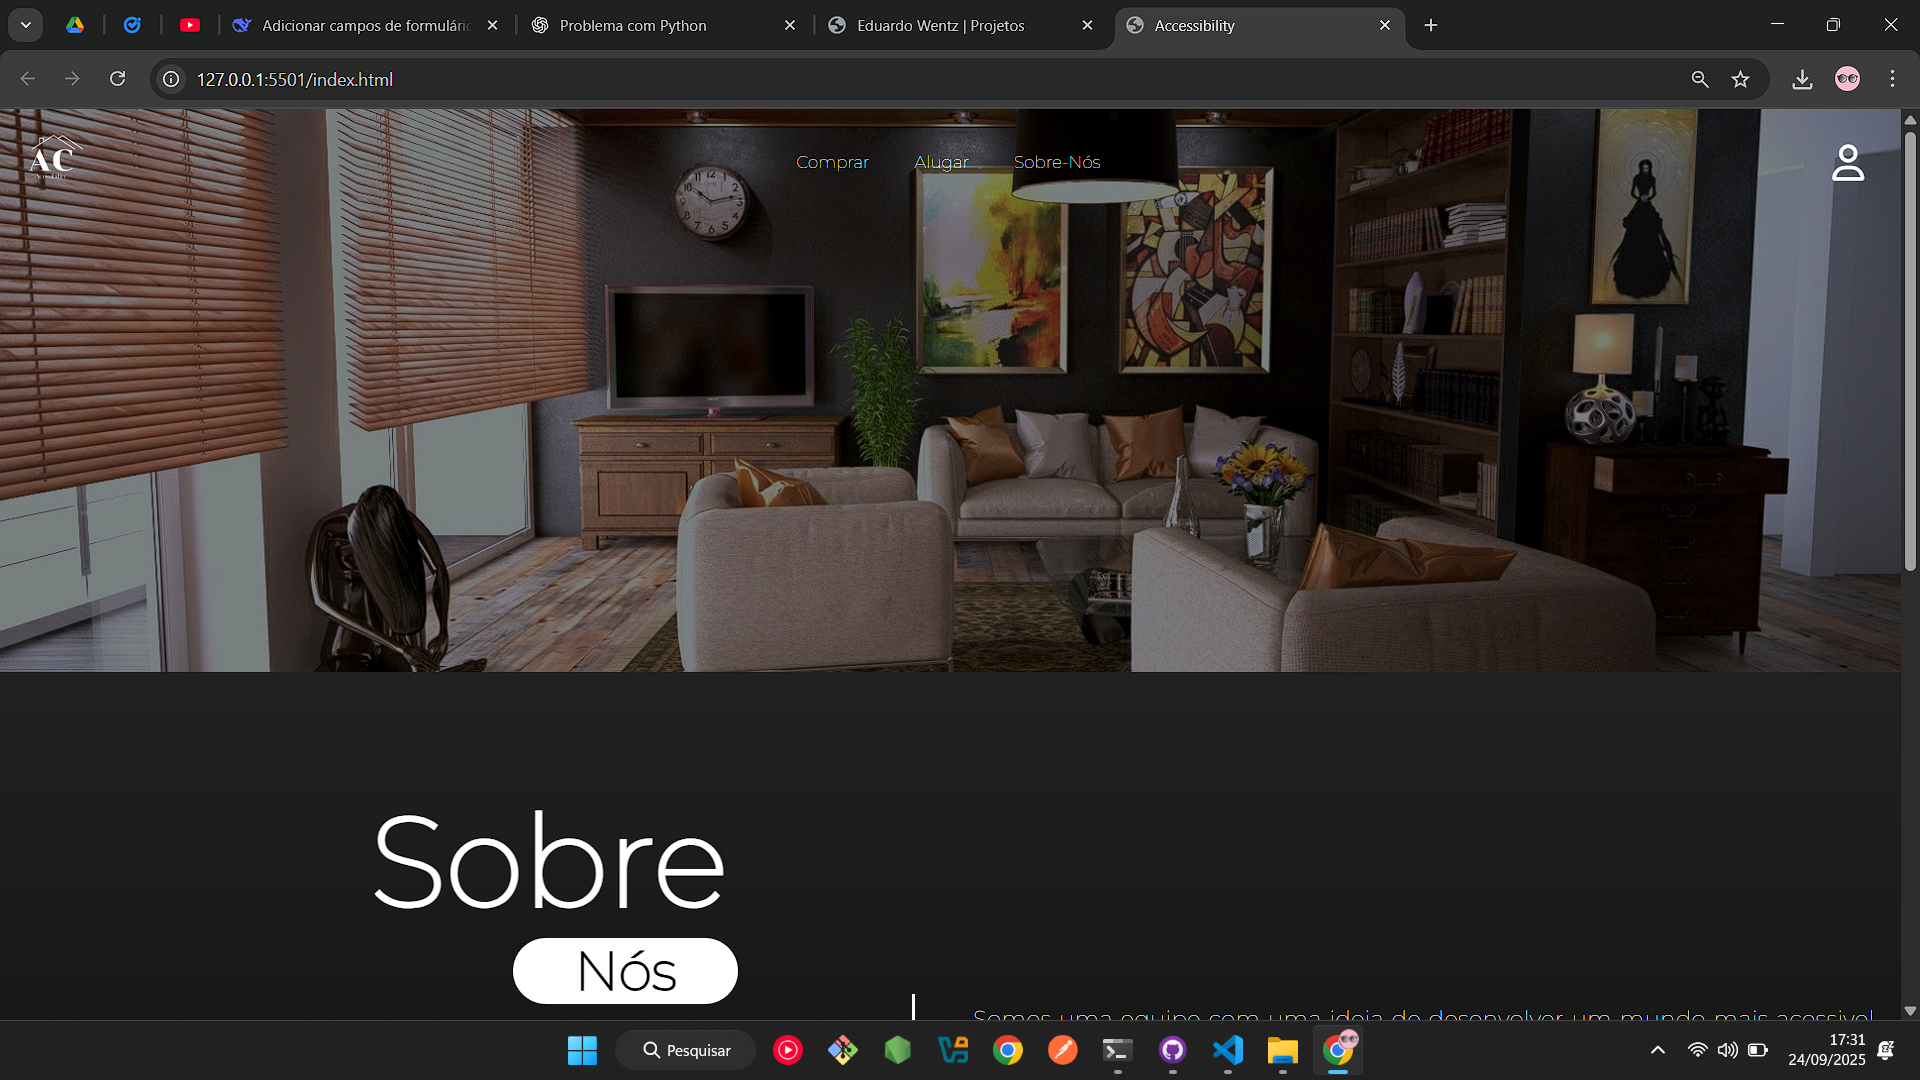 Adicionar campos de formulári
Problema com Python
Eduardo Wentz | Projetos
Accessibility
127.0.0.1:5501/index.html
AC
Comprar
Alugar
Sobre-Nós
Sobre
Nós
Somos uma equipe com uma ideia de desenvolver um mundo mais acessivel
Pesquisar
17:31
24/09/2025